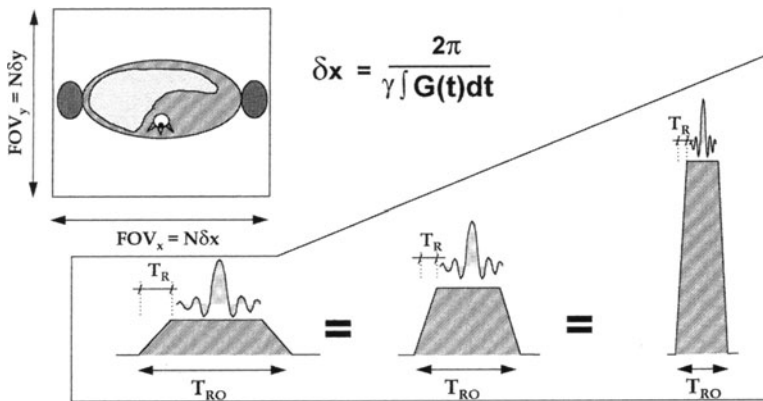 FOV_y = Nδy
δx = 2π / γ∫G(t)dt
FOV_x = Nδx
T_R
T_R
T_R
=
=
T_RO
T_RO
T_RO